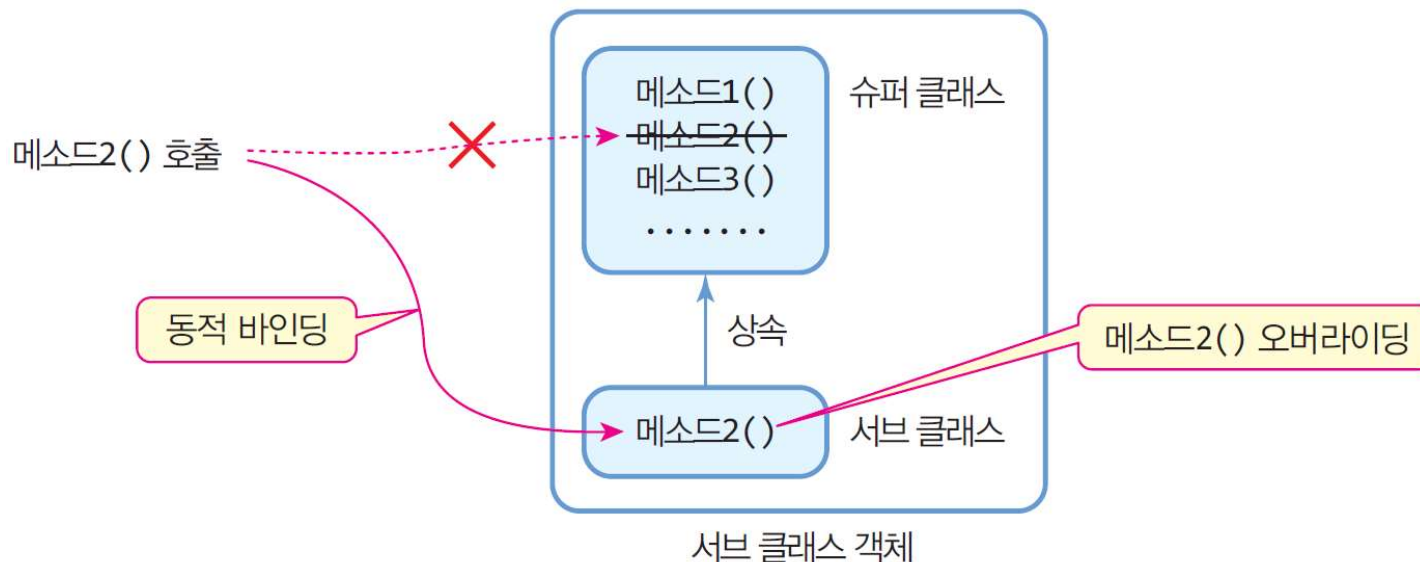 메소드1()
슈퍼 클래스
메소드2() 호출
메소드2()
메소드3()
.......
동적 바인딩
상속
메소드2() 오버라이딩
메소드2()
서브 클래스
서브 클래스 객체